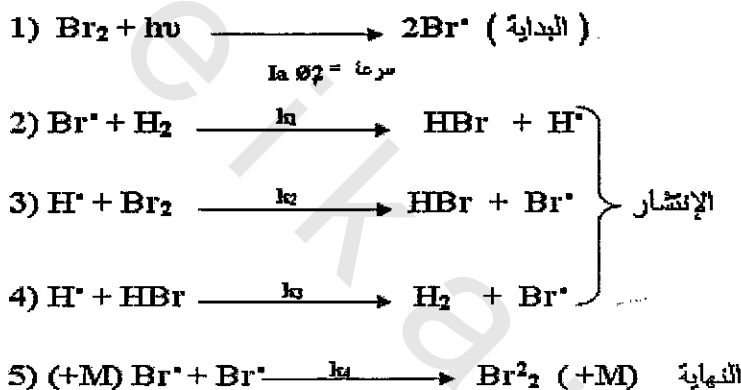 1) Br₂ + hυ ⟶ 2Br• ( البداية )
سرعة = Ia Ø2
2) Br• + H₂ ⟶ HBr + H•
k1
3) H• + Br₂ ⟶ HBr + Br•
k2
الإنتشار
4) H• + HBr ⟶ H₂ + Br•
k3
5) (+M) Br• + Br• ⟶ Br²₂ (+M) النهاية
k4